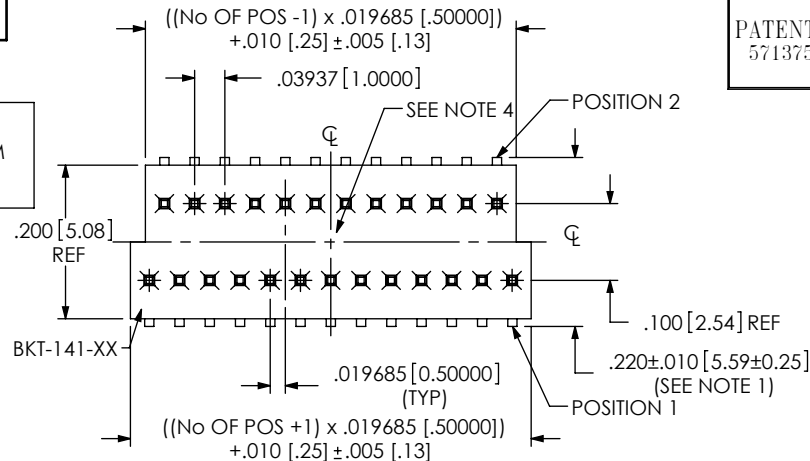 ((No OF POS -1) x .019685 [.50000])
+.010 [.25] ±.005 [.13]
PATENT
571375
.03937 [1.0000]
SEE NOTE 4
POSITION 2
M
℄
.200 [5.08]
REF
℄
.100 [2.54] REF
BKT-141-XX
.220±.010 [5.59±0.25]
(SEE NOTE 1)
.019685 [0.50000]
(TYP)
POSITION 1
((No OF POS +1) x .019685 [.50000])
+.010 [.25] ±.005 [.13]